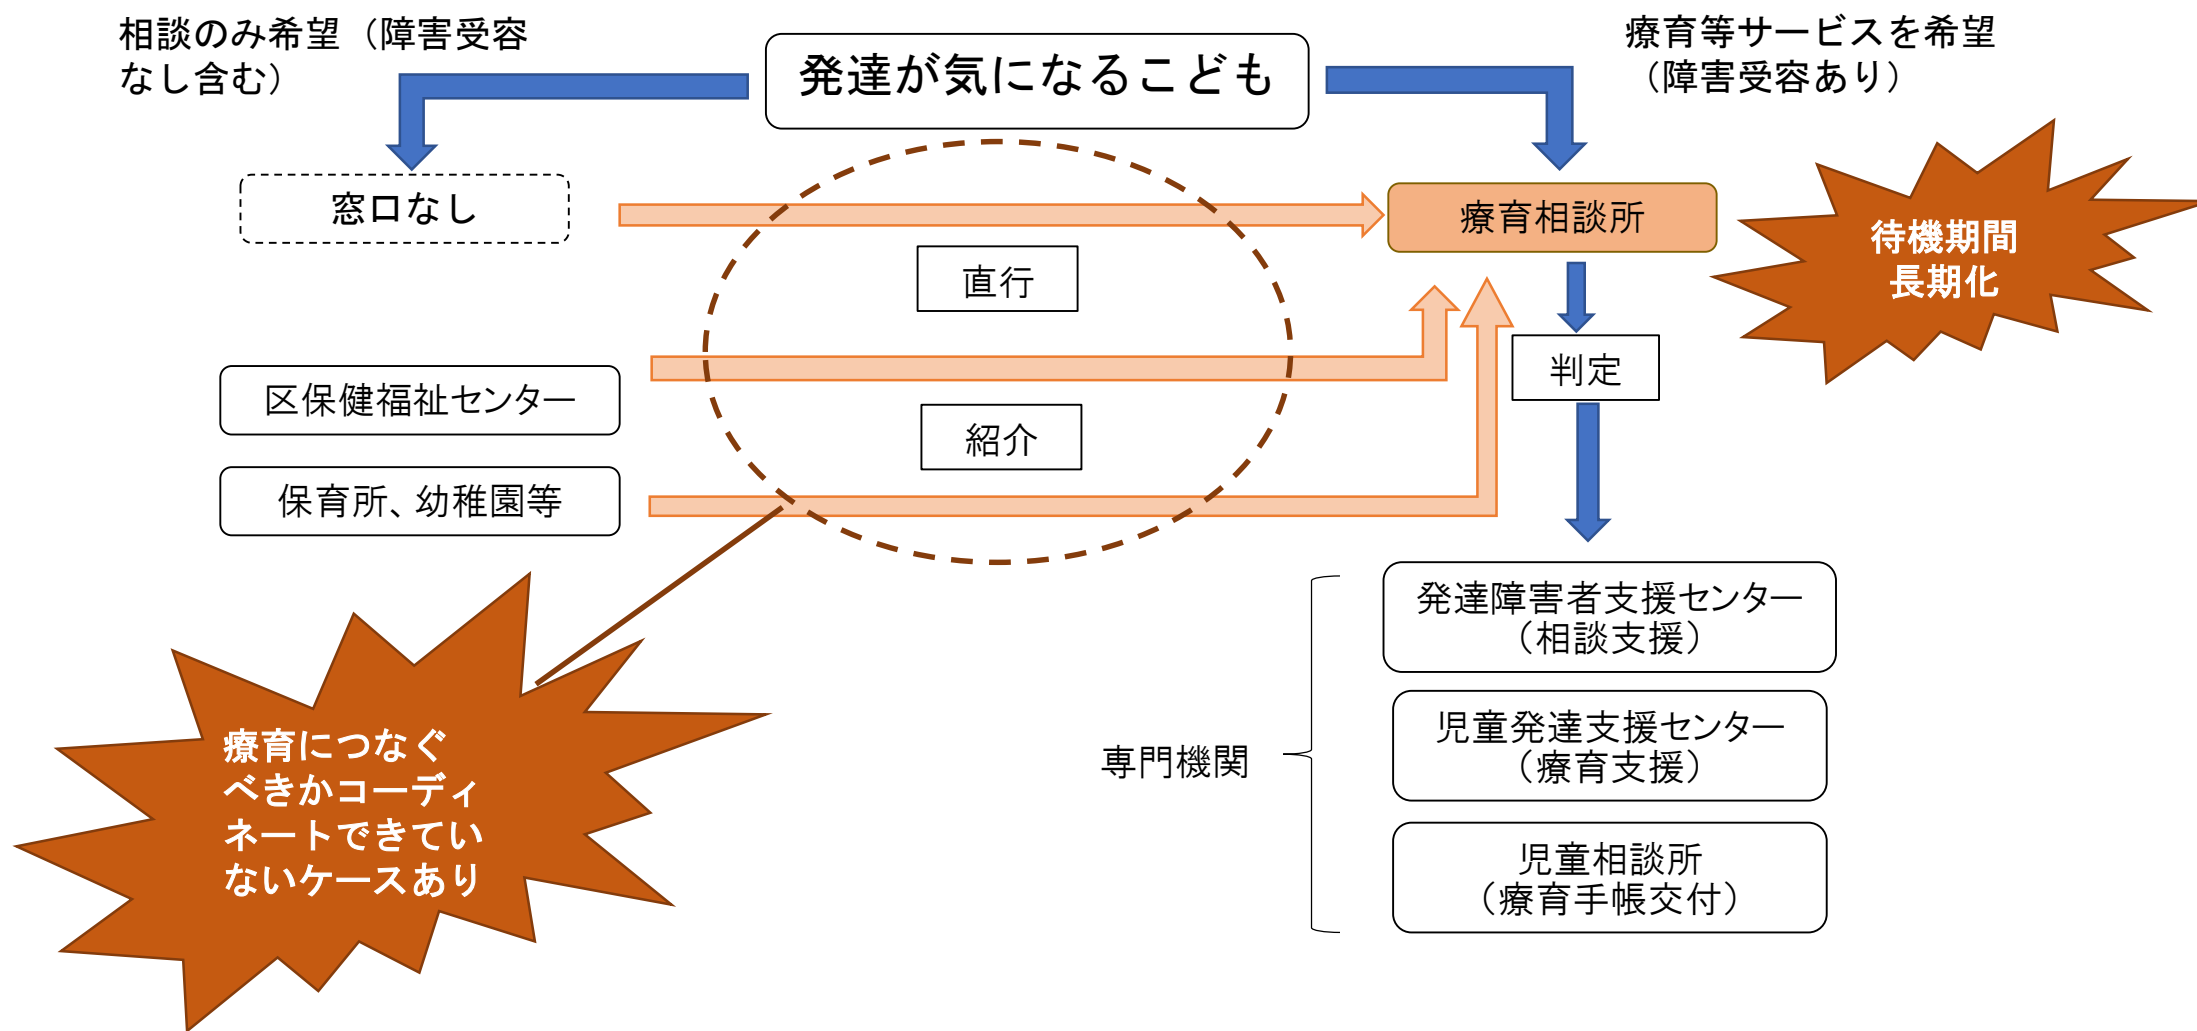 相談のみ希望（障害受容
なし含む）
発達が気になるこども
療育等サービスを希望
（障害受容あり）
窓口なし
療育相談所
待機期間
長期化
直行
判定
区保健福祉センター
紹介
保育所、幼稚園等
発達障害者支援センター
（相談支援）
療育につなぐ
べきかコーディ
ネートできてい
ないケースあり
専門機関
児童発達支援センター
（療育支援）
児童相談所
（療育手帳交付）